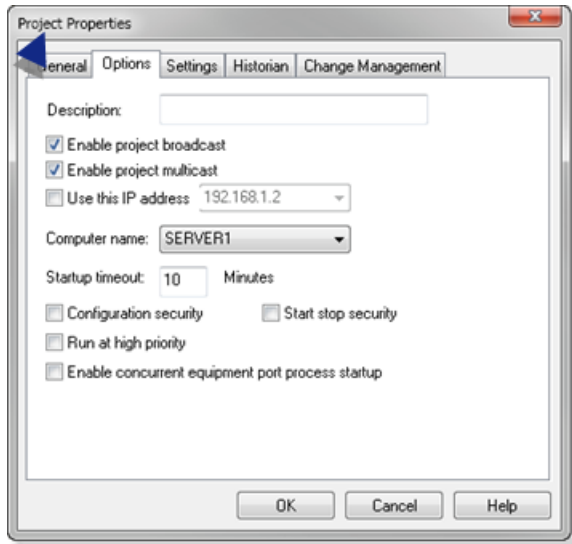 Project Properties
General Options Settings Historian Change Management
Description:
Enable project broadcast
Enable project multicast
Use this IP address 192.168.1.2
Computer name: SERVER1
Startup timeout: 10 Minutes
Configuration security Start stop security
Run at high priority
Enable concurrent equipment port process startup
OK Cancel Help